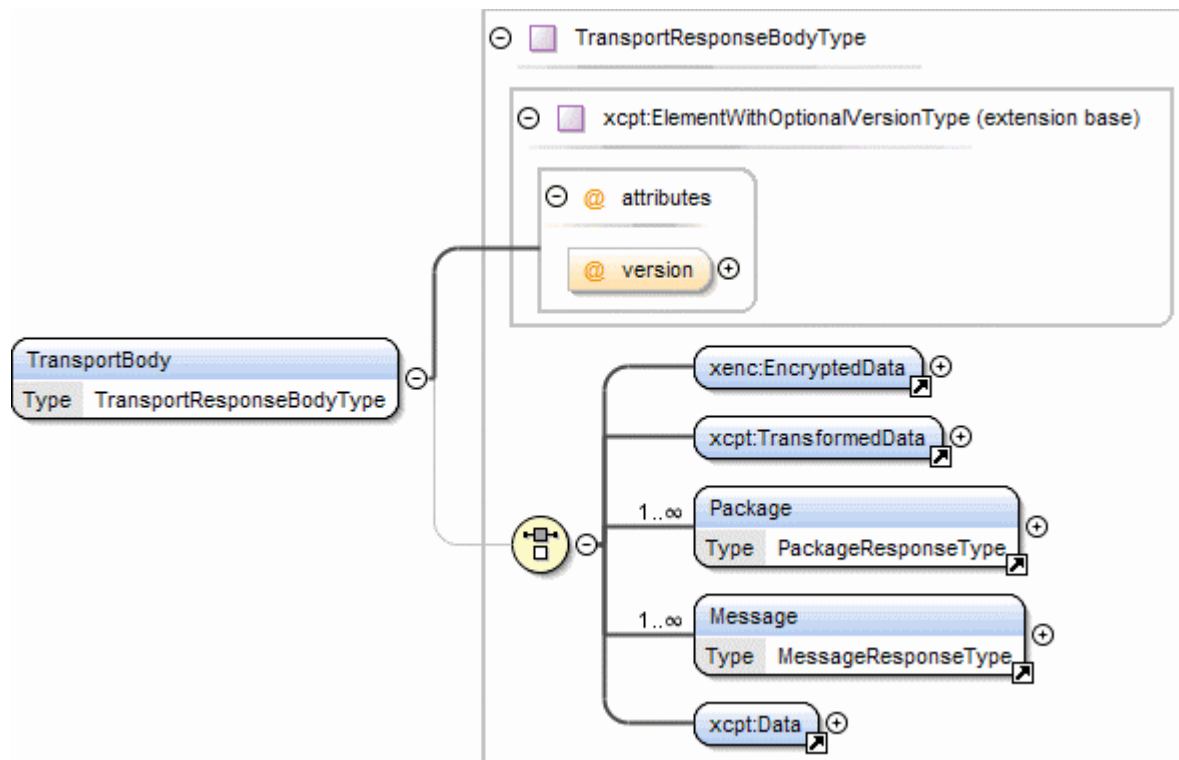 TransportResponseBodyType
xcpt:ElementWithOptionalVersionType (extension base)
@ attributes
@ version
TransportBody
Type TransportResponseBodyType
xenc:EncryptedData
xcpt:TransformedData
1..∞
Package
Type PackageResponseType
1..∞
Message
Type MessageResponseType
xcpt:Data